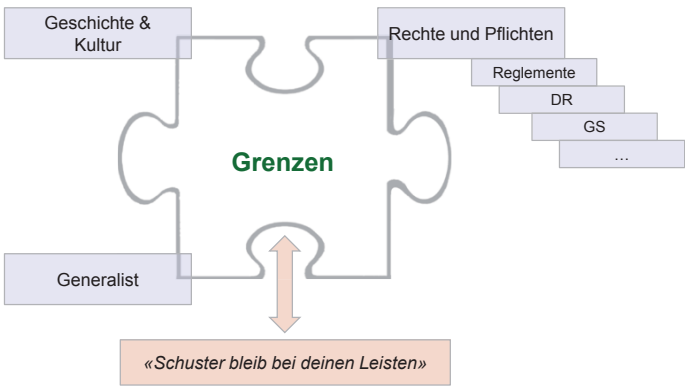 Geschichte &
Kultur
Rechte und Pflichten
Reglemente
DR
GS
…
Grenzen
Generalist
«Schuster bleib bei deinen Leisten»